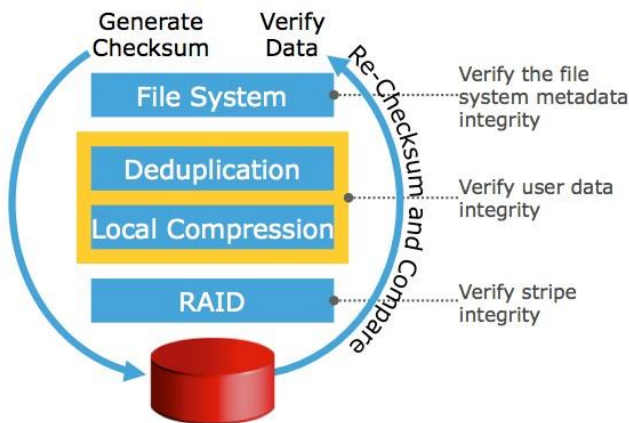 Generate
Checksum
Verify
Data
File System
Deduplication
Local Compression
RAID
Re-Checksum and Compare
Verify the file
system metadata
integrity
Verify user data
integrity
Verify stripe
integrity